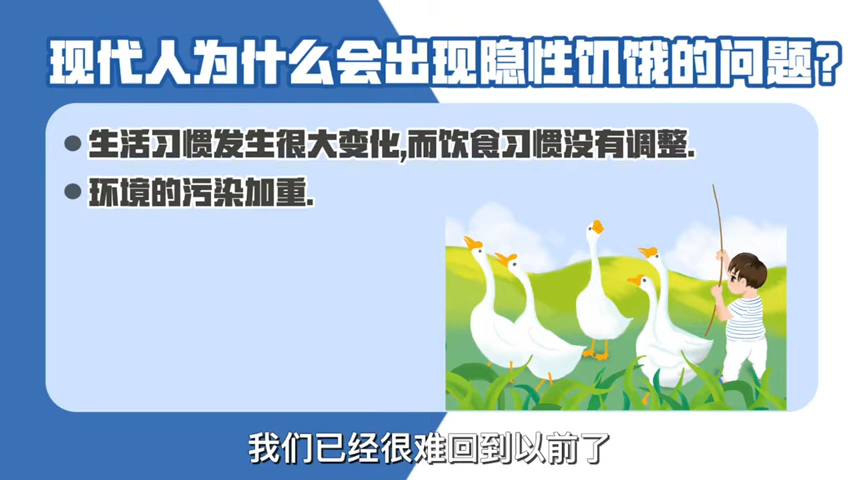 现代人为什么会出现隐性饥饿的问题?
生活习惯发生很大变化,而饮食习惯没有调整.
环境的污染加重.
我们已经很难回到以前了